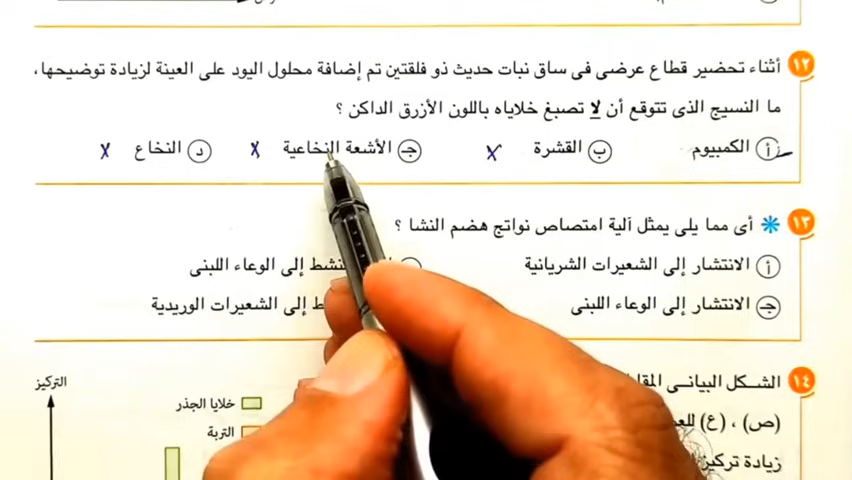 ١٢ أثناء تحضير قطاع عرضى فى ساق نبات حديث ذو فلقتين تم إضافة محلول اليود على العينة لزيادة توضيحها،
ما النسيج الذى تتوقع أن لا تصبغ خلاياه باللون الأزرق الداكن ؟
أ الكمبيوم ب القشرة X ج الأشعة النخاعية X د النخاع X
١٣ أى مما يلى يمثل آلية امتصاص نواتج هضم النشا ؟
أ الانتشار إلى الشعيرات الشريانية
إلى الوعاء اللبنى
ج الانتشار إلى الوعاء اللبنى
إلى الشعيرات الوريدية
١٤ الشكل البيانى
(ص) ، (ع)
زيادة تركيز
التركيز
خلايا الجذر
التربة